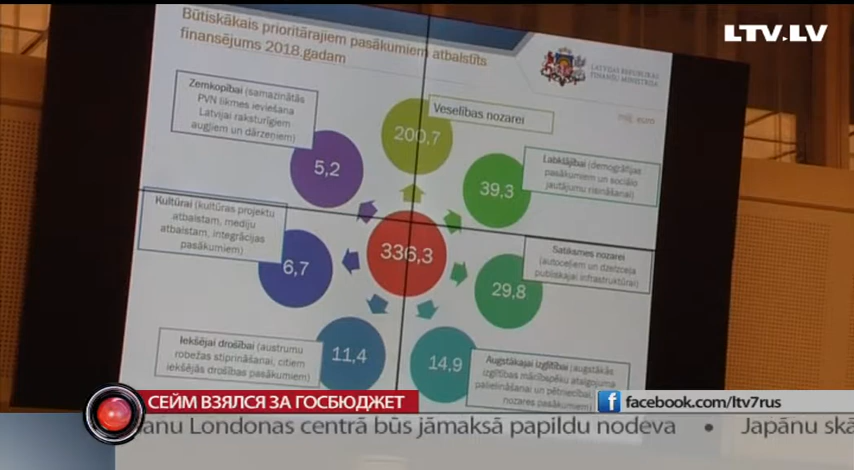 LTV.LV
Būtiskākais prioritārajiem pasākumiem atbalstīts
finansējums 2018.gadam
LATVIJAS REPUBLIKAS
FINANŠU MINISTRIJA
milj. euro
Zemkopībai (samazinātās
PVN likmes ieviešana
Latvijai raksturīgiem
augļiem un dārzeņiem)
Veselības nozarei
200,7
5,2
39,3
Labklājībai (demogrāfijas
pasākumiem un sociālo
jautājumu risināšanai)
Kultūrai (kultūras projektu
atbalstam, mediju
atbalstam, integrācijas
pasākumiem)
336,3
6,7
29,8
Satiksmes nozarei
(autoceļiem un dzelzceļa
publiskajai infrastruktūrai)
Iekšējai drošībai (austrumu
robežas stiprināšanai, citiem
iekšējās drošības pasākumiem)
11,4
14,9
Augstākajai izglītībai (augstākās
izglītības mācībspēku atalgojuma
palielināšanai un pētniecībai,
nozares pasākumiem)
СЕЙМ ВЗЯЛСЯ ЗА ГОСБЮДЖЕТ
facebook.com/ltv7rus
Londonas centrā būs jāmaksā papildu nodeva • Japānu skā